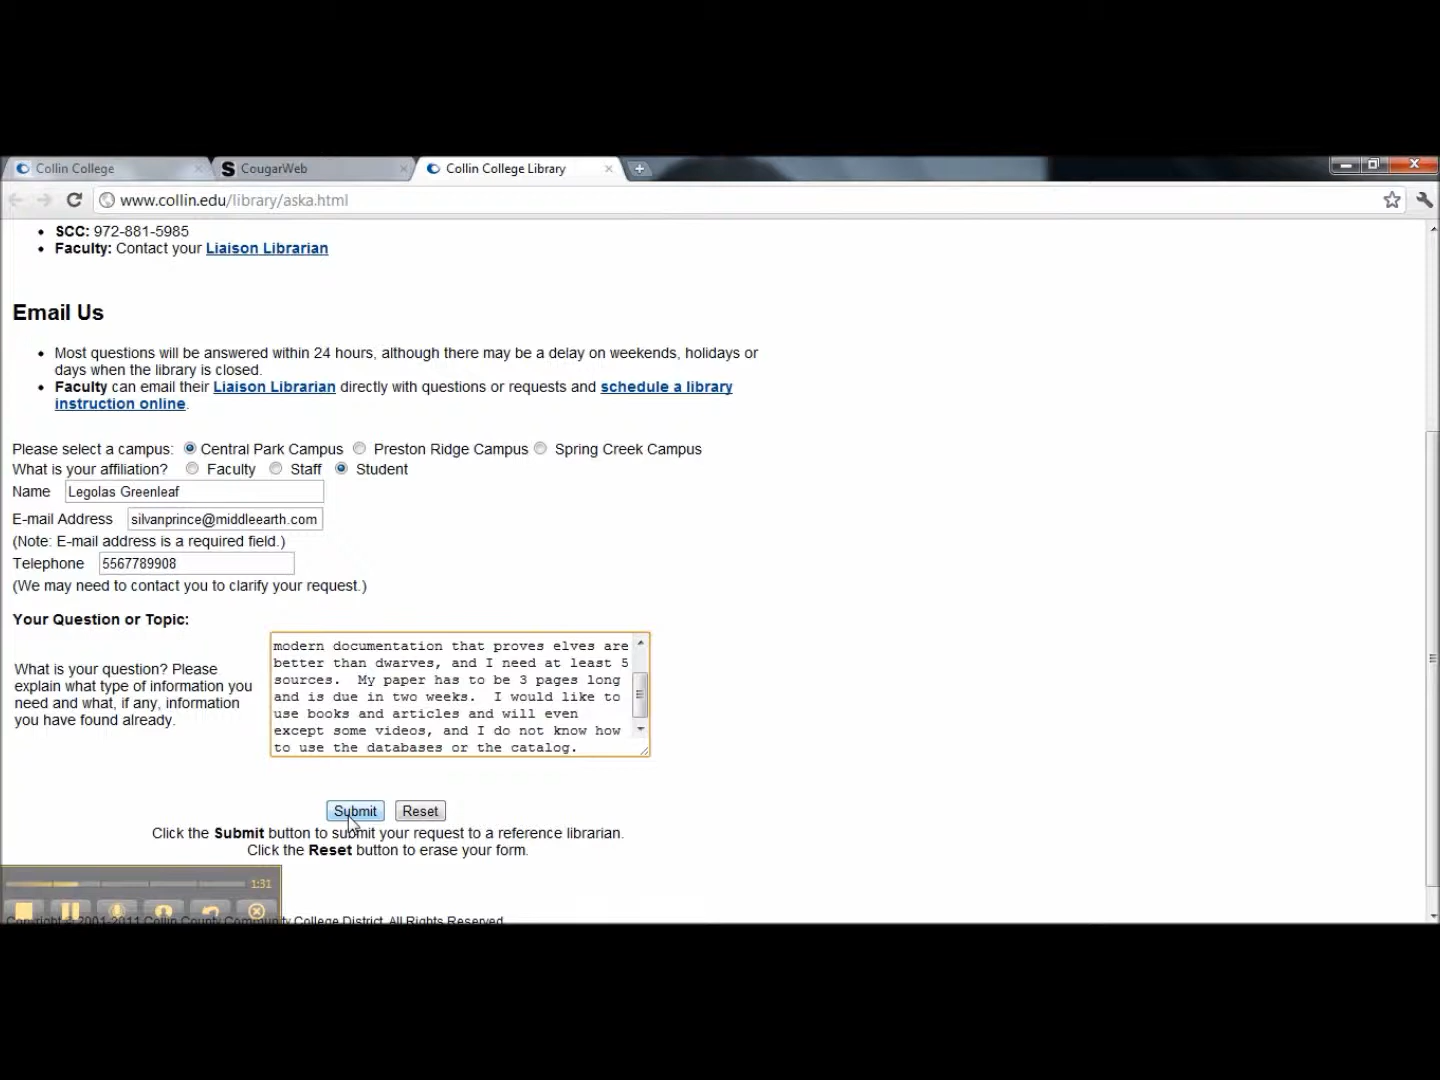 Collin College
CougarWeb
Collin College Library
www.collin.edu/library/aska.html
• SCC: 972-881-5985
• Faculty: Contact your Liaison Librarian
Email Us
• Most questions will be answered within 24 hours, although there may be a delay on weekends, holidays or
days when the library is closed.
• Faculty can email their Liaison Librarian directly with questions or requests and schedule a library
instruction online.
Please select a campus: Central Park Campus Preston Ridge Campus Spring Creek Campus
What is your affiliation? Faculty Staff Student
Name Legolas Greenleaf
E-mail Address silvanprince@middleearth.com
(Note: E-mail address is a required field.)
Telephone 5567789908
(We may need to contact you to clarify your request.)
Your Question or Topic:
What is your question? Please
explain what type of information you
need and what, if any, information
you have found already.
modern documentation that proves elves are
better than dwarves, and I need at least 5
sources. My paper has to be 3 pages long
and is due in two weeks. I would like to
use books and articles and will even
except some videos, and I do not know how
to use the databases or the catalog.
Submit Reset
Click the Submit button to submit your request to a reference librarian.
Click the Reset button to erase your form.
1:31
Copyright © 2001-2011 Collin County Community College District. All Rights Reserved.